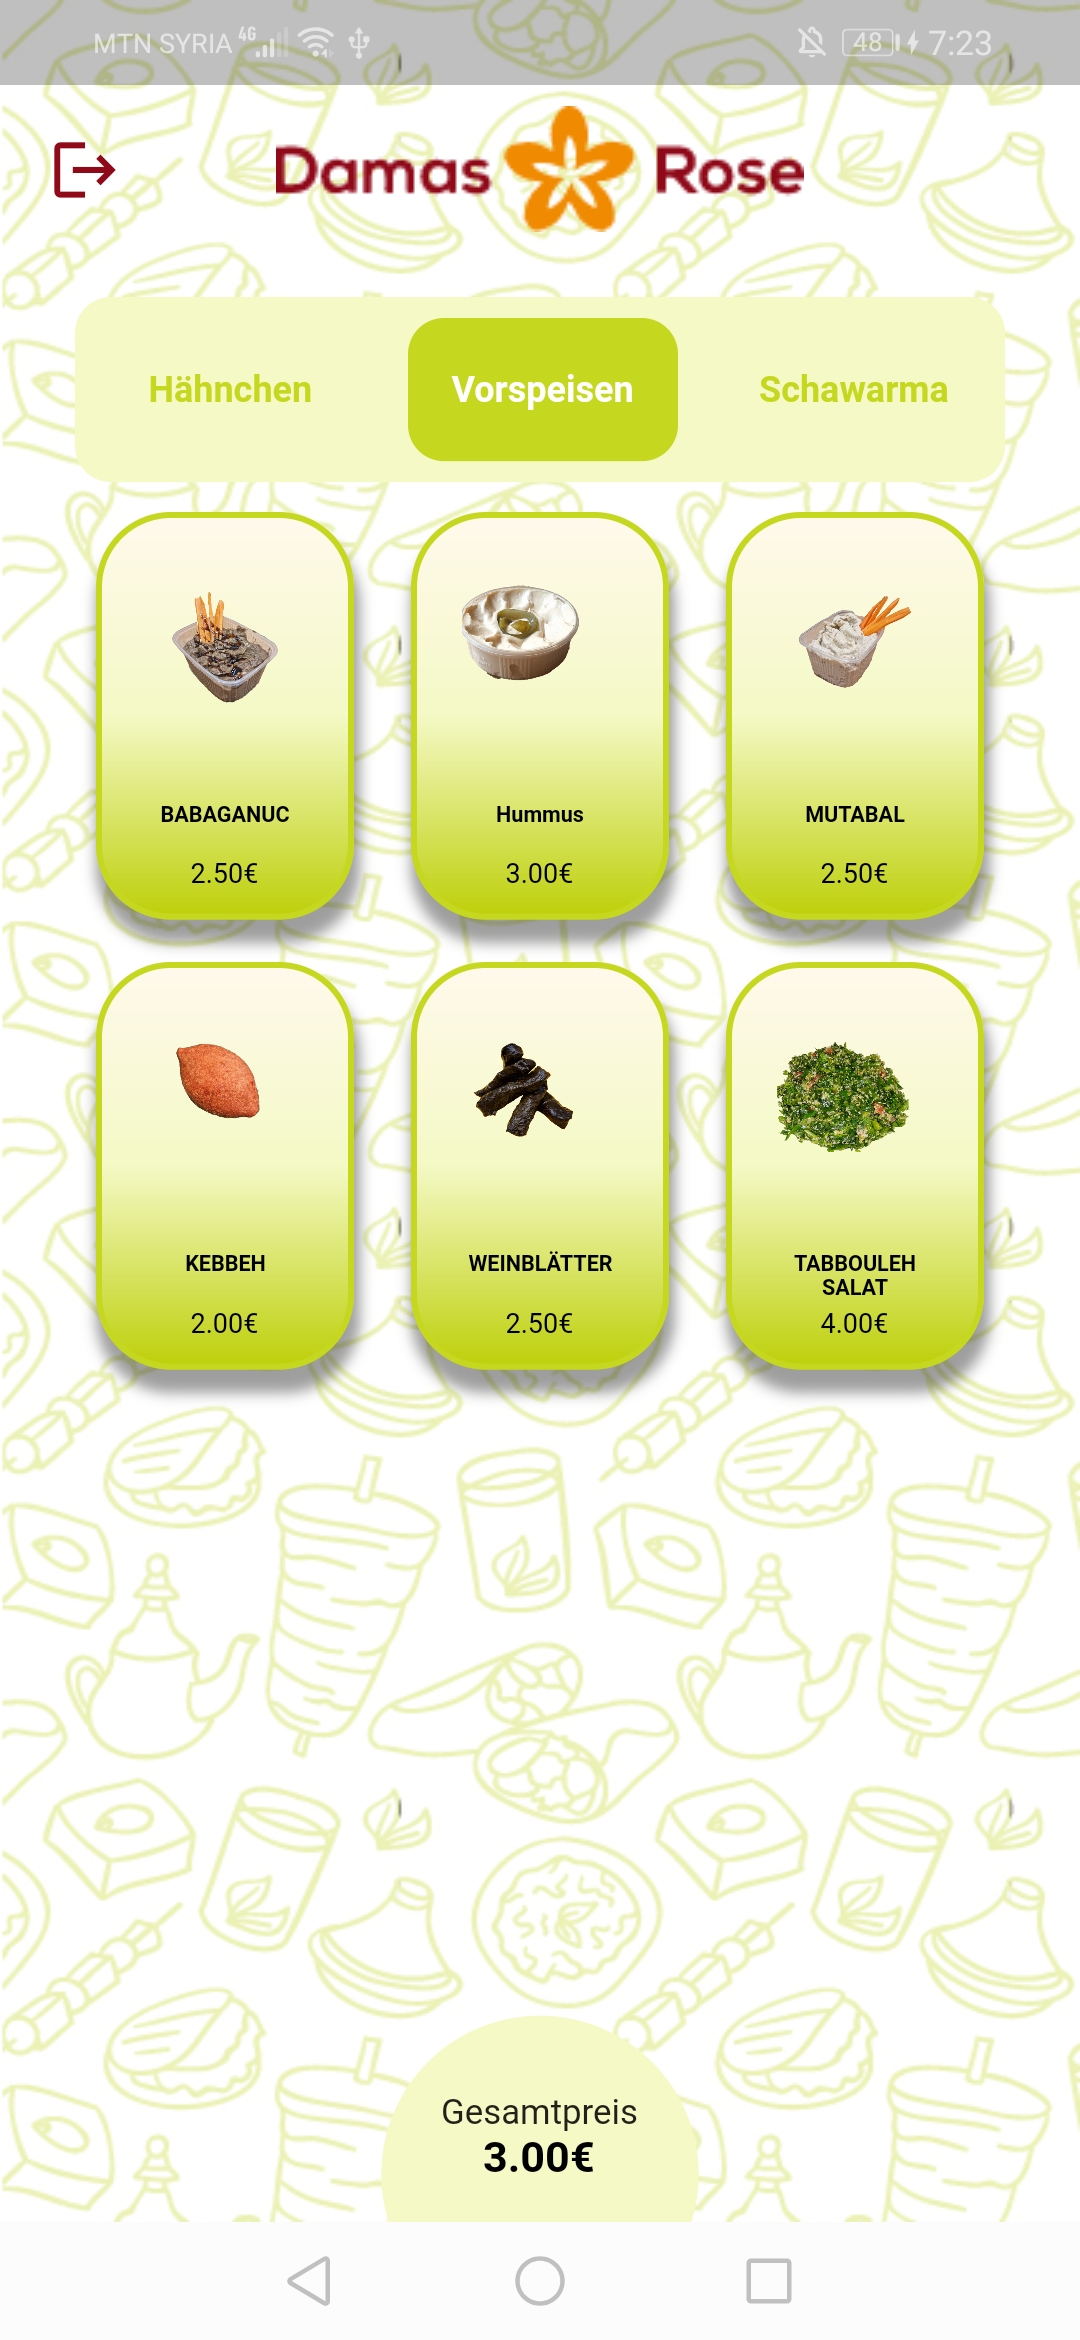 MTN SYRIA 4G 48 7:23
Damas Rose
Hähnchen Vorspeisen Schawarma
BABAGANUC Hummus MUTABAL
2.50€ 3.00€ 2.50€
KEBBEH WEINBLÄTTER TABBOULEH
SALAT
2.00€ 2.50€ 4.00€
Gesamtpreis
3.00€